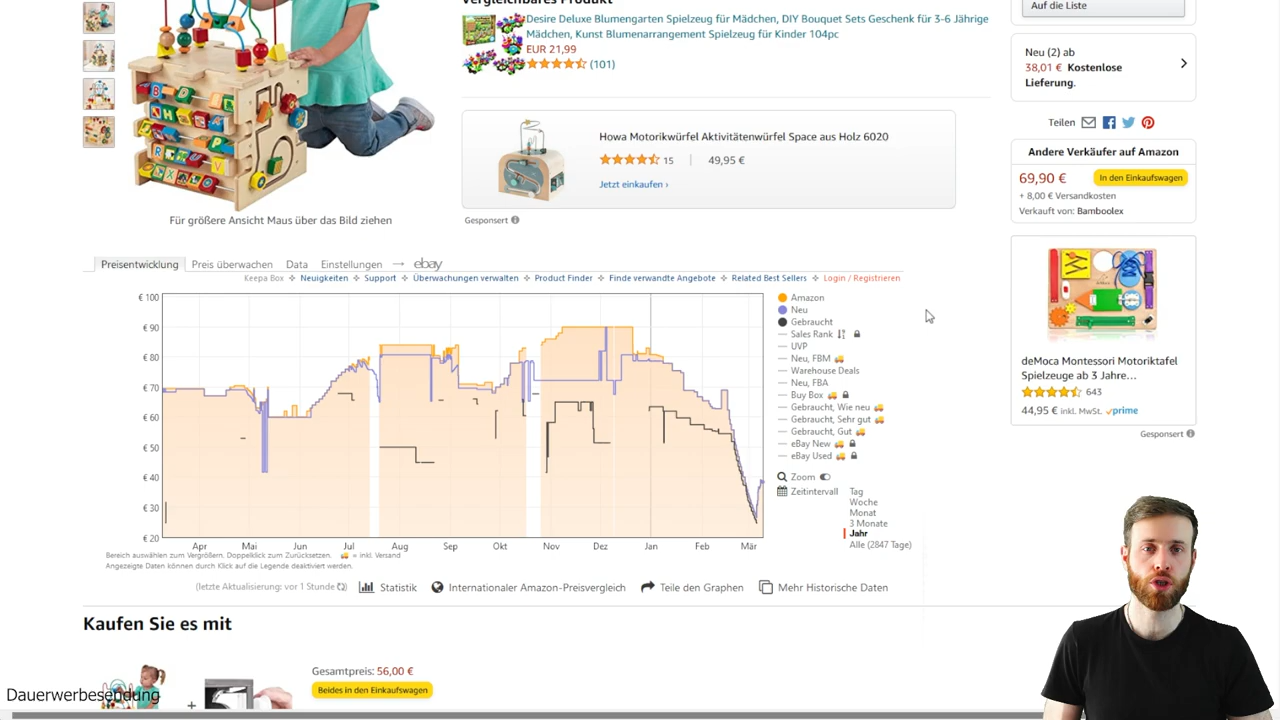 Vergleichbares Produkt
Desire Deluxe Blumengarten Spielzeug für Mädchen, DIY Bouquet Sets Geschenk für 3-6 Jährige
Mädchen, Kunst Blumenarrangement Spielzeug für Kinder 104pc
EUR 21,99
(101)
Howa Motorikwürfel Aktivitätenwürfel Space aus Holz 6020
15 | 49,95 €
Jetzt einkaufen ›
Gesponsert
Für größere Ansicht Maus über das Bild ziehen
Auf die Liste
Neu (2) ab
38,01 € Kostenlose
Lieferung.
Teilen
Andere Verkäufer auf Amazon
69,90 €
In den Einkaufswagen
+ 8,00 € Versandkosten
Verkauft von: Bamboolex
deMoca Montessori Motoriktafel
Spielzeuge ab 3 Jahre…
643
44,95 € inkl. MwSt. prime
Gesponsert
Preisentwicklung Preis überwachen Data Einstellungen → ebay
Keepa Box Neuigkeiten Support Überwachungen verwalten Product Finder Finde verwandte Angebote Related Best Sellers Login / Registrieren
€ 100
€ 90
€ 80
€ 70
€ 60
€ 50
€ 40
€ 30
€ 20
Apr Mai Jun Jul Aug Sep Okt Nov Dez Jan Feb Mär
Amazon
Neu
Gebraucht
Sales Rank
UVP
Neu, FBM
Warehouse Deals
Neu, FBA
Buy Box
Gebraucht, Wie neu
Gebraucht, Sehr gut
Gebraucht, Gut
eBay New
eBay Used
Zoom
Zeitintervall
Tag
Woche
Monat
3 Monate
Jahr
Alle (2847 Tage)
Bereich auswählen zum Vergrößern. Doppelklick zum Zurücksetzen. = inkl. Versand
Angezeigte Daten können durch Klick auf die Legende deaktiviert werden.
(letzte Aktualisierung: vor 1 Stunde) Statistik Internationaler Amazon-Preisvergleich Teile den Graphen Mehr Historische Daten
Kaufen Sie es mit
Gesamtpreis: 56,00 €
Beides in den Einkaufswagen
+
Dauerwerbesendung